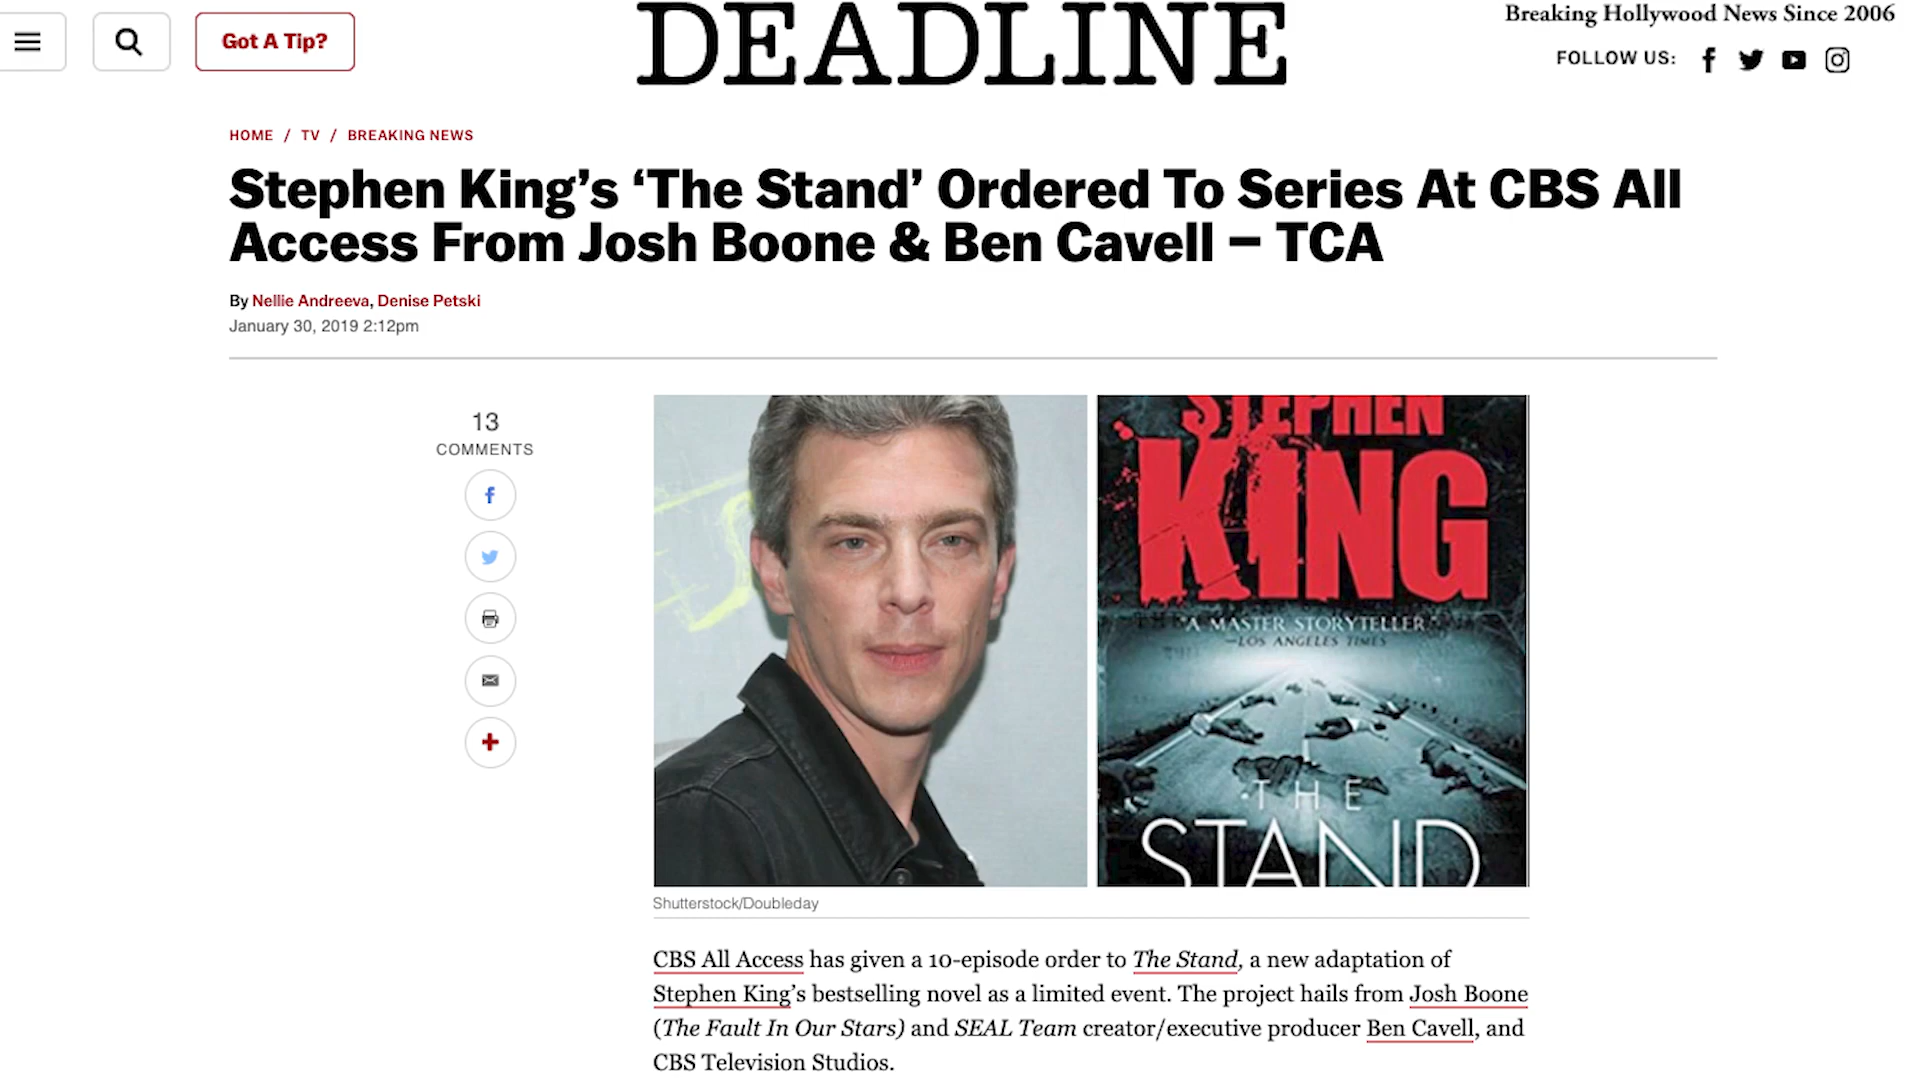 Got A Tip?
DEADLINE
Breaking Hollywood News Since 2006
FOLLOW US:
HOME / TV / BREAKING NEWS
Stephen King’s ‘The Stand’ Ordered To Series At CBS All
Access From Josh Boone & Ben Cavell – TCA
By Nellie Andreeva, Denise Petski
January 30, 2019 2:12pm
13
COMMENTS
STEPHEN
KING
"A MASTER STORYTELLER."
—LOS ANGELES TIMES
THE
STAND
Shutterstock/Doubleday
CBS All Access has given a 10-episode order to The Stand, a new adaptation of
Stephen King’s bestselling novel as a limited event. The project hails from Josh Boone
(The Fault In Our Stars) and SEAL Team creator/executive producer Ben Cavell, and
CBS Television Studios.